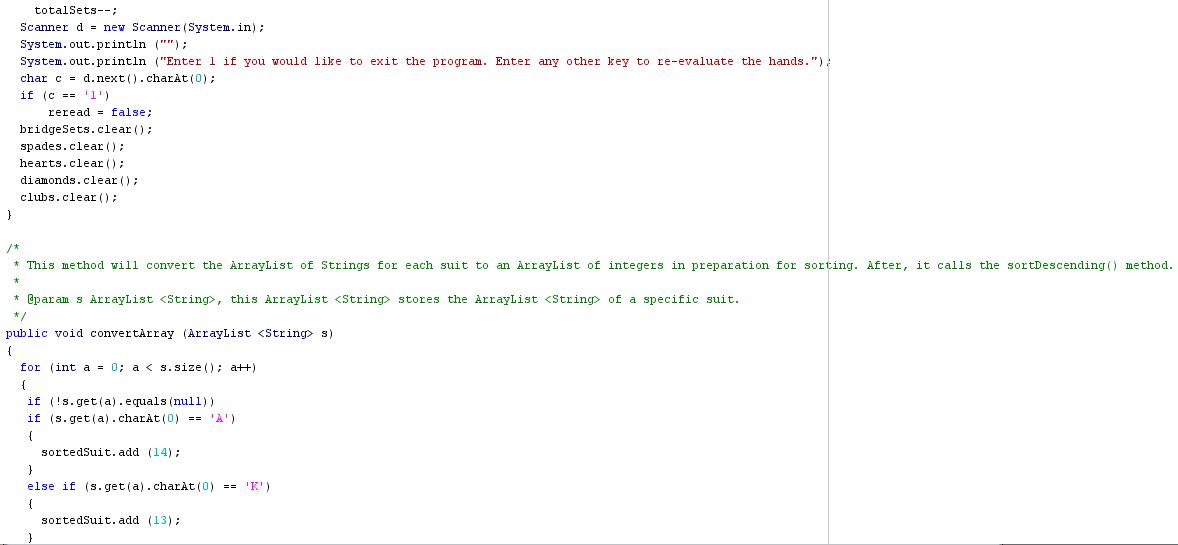 totalSets--;
Scanner d = new Scanner(System.in);
System.out.println ("");
System.out.println ("Enter 1 if you would like to exit the program. Enter any other key to re-evaluate the hands.");
char c = d.next().charAt(0);
if (c == '1')
reread = false;
bridgeSets.clear();
spades.clear();
hearts.clear();
diamonds.clear();
clubs.clear();
}
/*
* This method will convert the ArrayList of Strings for each suit to an ArrayList of integers in preparation for sorting. After, it calls the sortDescending() method.
*
* @param s ArrayList <String>, this ArrayList <String> stores the ArrayList <String> of a specific suit.
*/
public void convertArray (ArrayList <String> s)
{
for (int a = 0; a < s.size(); a++)
{
if (!s.get(a).equals(null))
if (s.get(a).charAt(0) == 'A')
{
sortedSuit.add (14);
}
else if (s.get(a).charAt(0) == 'K')
{
sortedSuit.add (13);
}